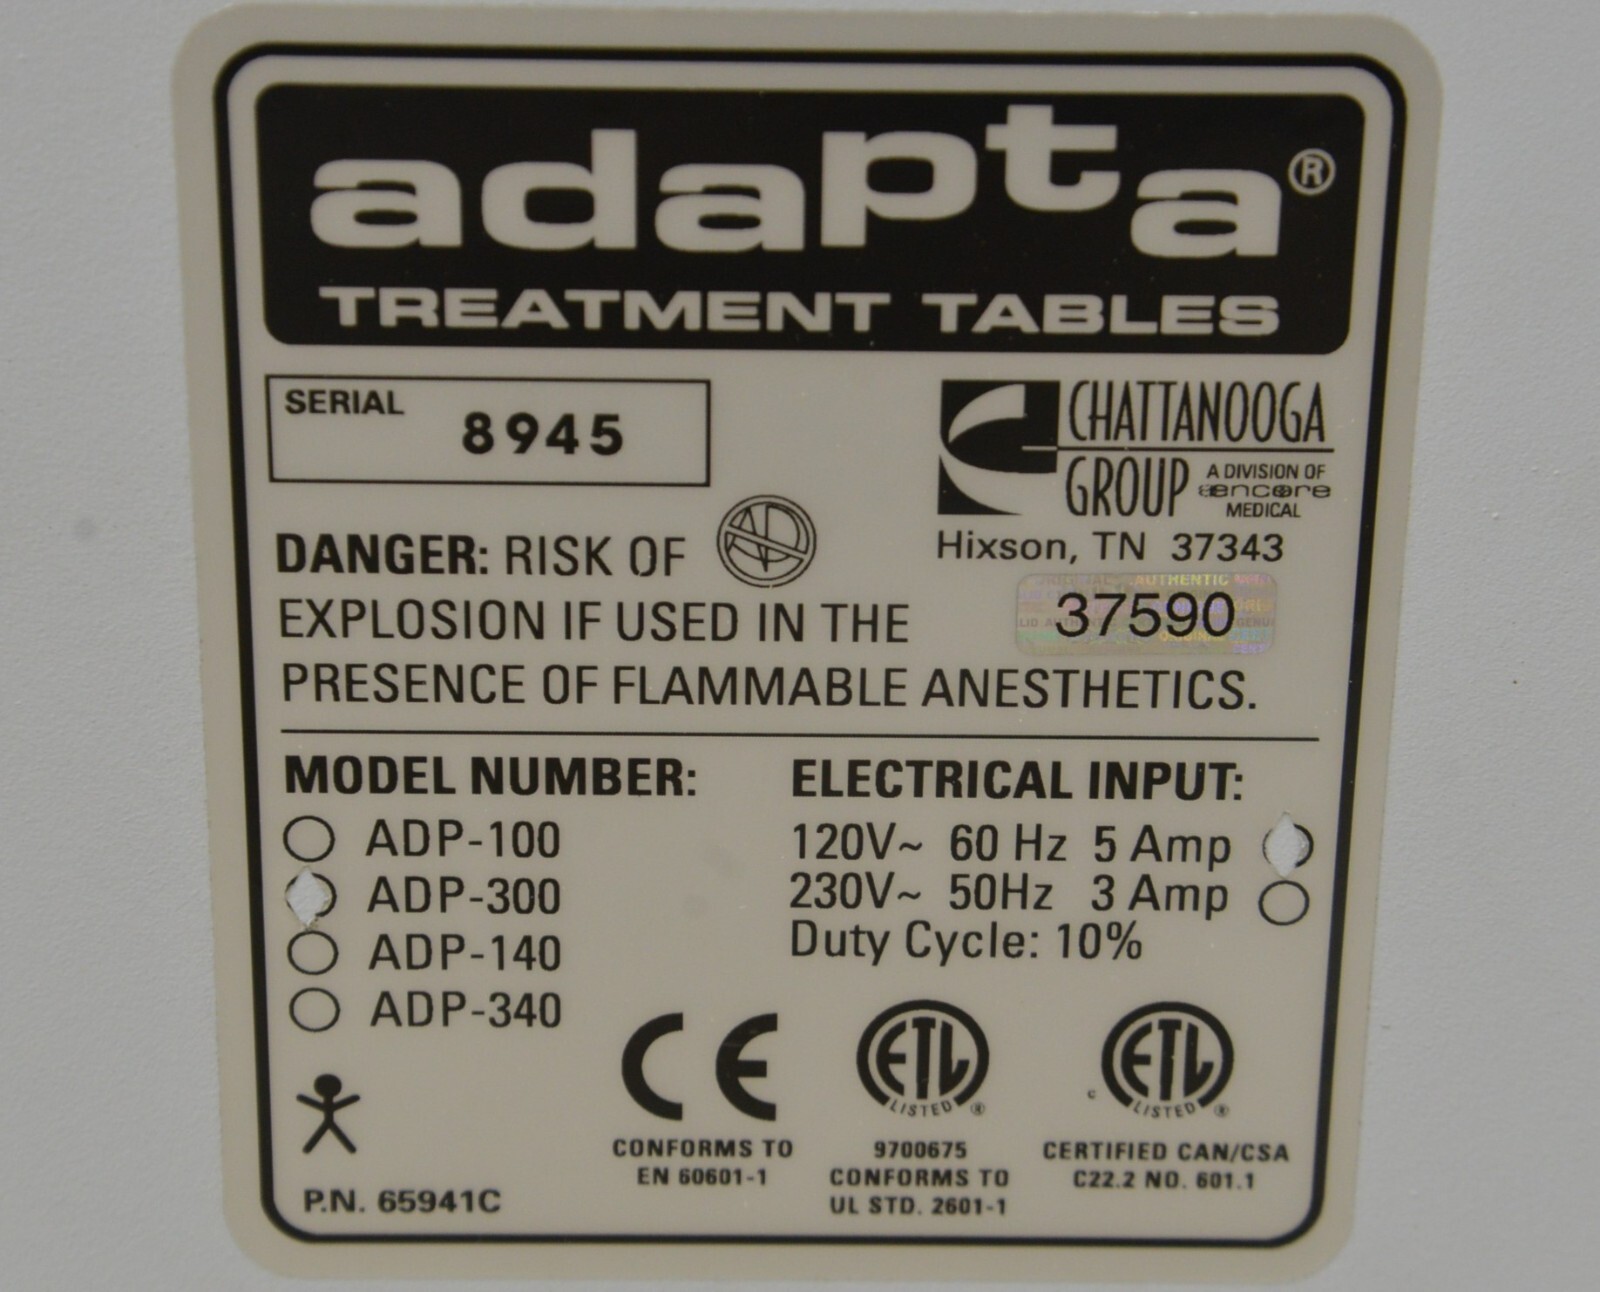 adapta®
TREATMENT TABLES
SERIAL 8945
CHATTANOOGA
GROUP A DIVISION OF
encore
MEDICAL
Hixson, TN 37343
37590
DANGER: RISK OF
EXPLOSION IF USED IN THE
PRESENCE OF FLAMMABLE ANESTHETICS.
MODEL NUMBER:
ADP-100
ADP-300
ADP-140
ADP-340
ELECTRICAL INPUT:
120V~ 60 Hz 5 Amp
230V~ 50Hz 3 Amp
Duty Cycle: 10%
P.N. 65941C
CE
CONFORMS TO
EN 60601-1
ETL
LISTED ®
9700675
CONFORMS TO
UL STD. 2601-1
c ETL
LISTED ®
CERTIFIED CAN/CSA
C22.2 NO. 601.1